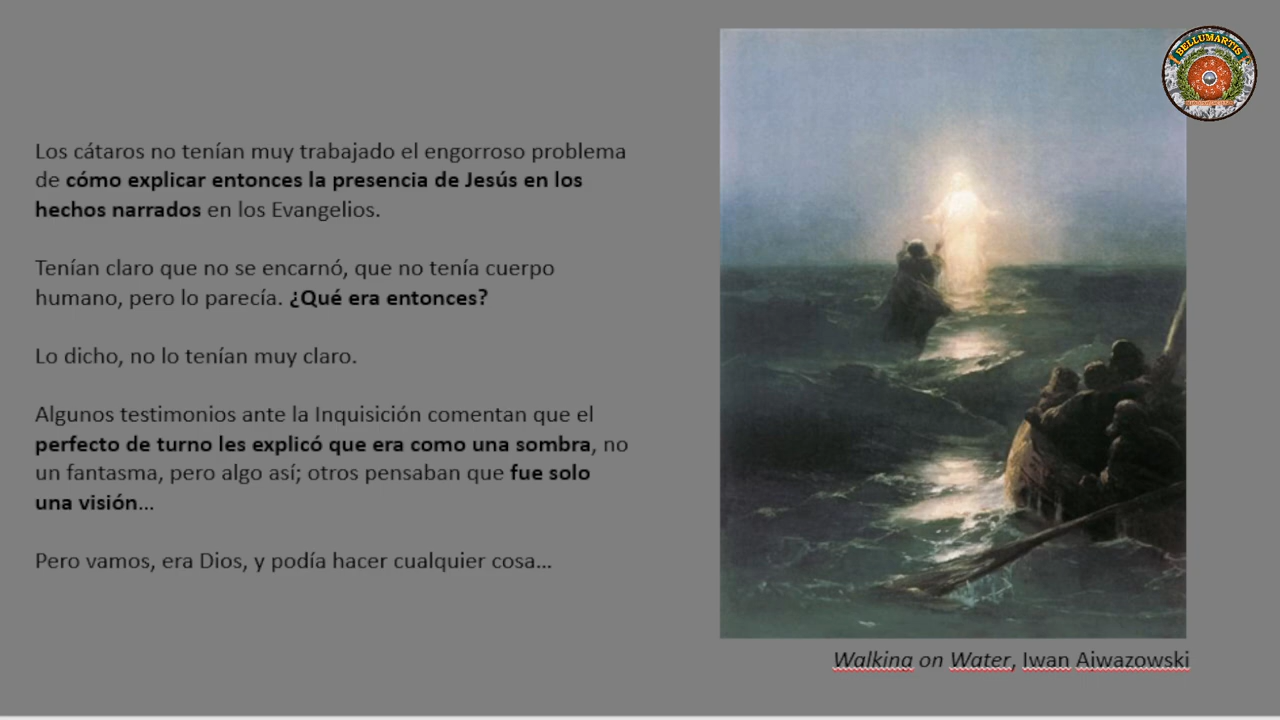 BELLUMARTIS
Los cátaros no tenían muy trabajado el engorroso problema
de cómo explicar entonces la presencia de Jesús en los
hechos narrados en los Evangelios.
Tenían claro que no se encarnó, que no tenía cuerpo
humano, pero lo parecía. ¿Qué era entonces?
Lo dicho, no lo tenían muy claro.
Algunos testimonios ante la Inquisición comentan que el
perfecto de turno les explicó que era como una sombra, no
un fantasma, pero algo así; otros pensaban que fue solo
una visión...
Pero vamos, era Dios, y podía hacer cualquier cosa...
Walking on Water, Iwan Aiwazowski